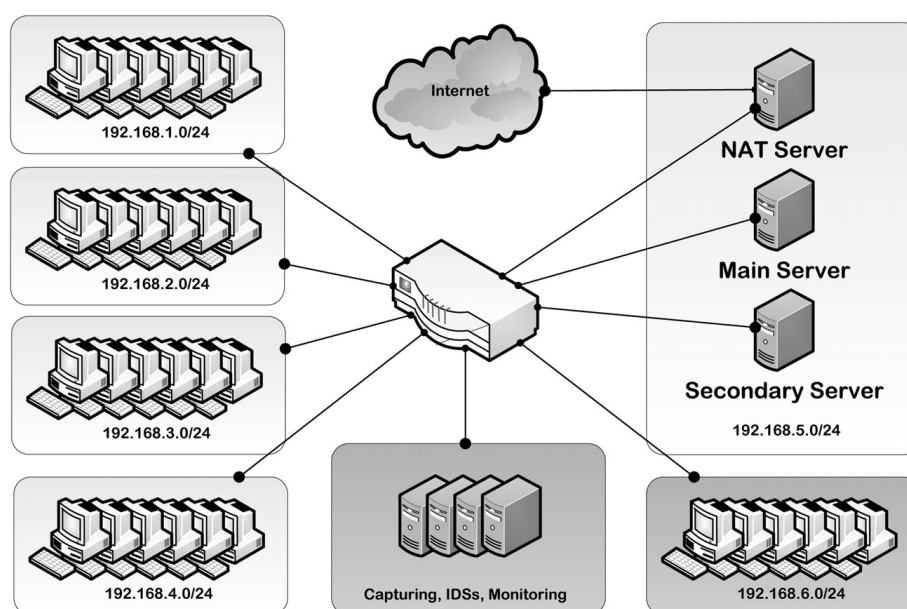 192.168.1.0/24
Internet
NAT Server
192.168.2.0/24
Main Server
192.168.3.0/24
Secondary Server
192.168.5.0/24
192.168.4.0/24
Capturing, IDSs, Monitoring
192.168.6.0/24